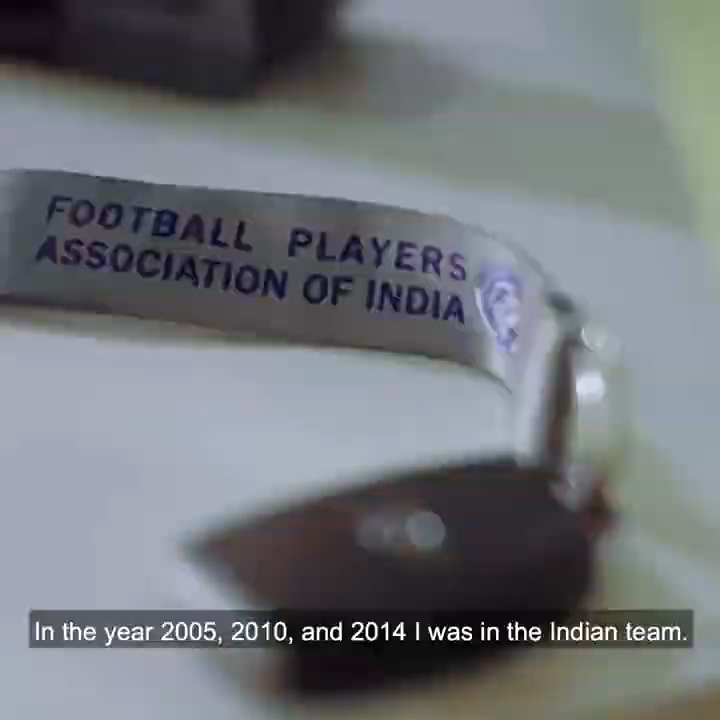 FOOTBALL PLAYERS
ASSOCIATION OF INDIA
In the year 2005, 2010, and 2014 I was in the Indian team.